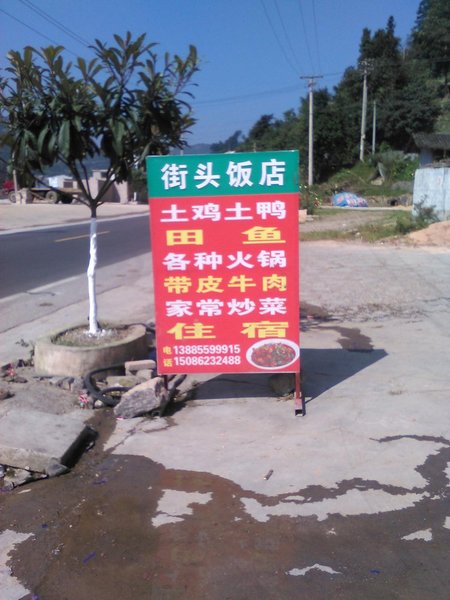 街头饭店
土鸡土鸭
田鱼
各种火锅
带皮牛肉
家常炒菜
住宿
电话 13885599915
15086232488